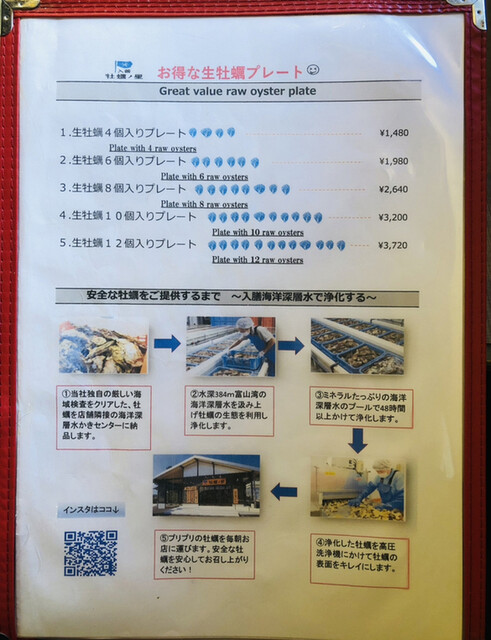 入善
牡蠣ノ星
お得な生牡蠣プレート
Great value raw oyster plate
1.生牡蠣4個入りプレート ¥1,480
Plate with 4 raw oysters
2.生牡蠣6個入りプレート ¥1,980
Plate with 6 raw oysters
3.生牡蠣8個入りプレート ¥2,640
Plate with 8 raw oysters
4.生牡蠣10個入りプレート ¥3,200
Plate with 10 raw oysters
5.生牡蠣12個入りプレート ¥3,720
Plate with 12 raw oysters
安全な牡蠣をご提供するまで ～入膳海洋深層水で浄化する～
①当社独自の厳しい海
域検査をクリアした、牡
蠣を店舗隣接の海洋深
層水かきセンターに納
品します。
②水深384m富山湾の
海洋深層水を汲み上
げ牡蠣の生態を利用し
浄化します。
③ミネラルたっぷりの海洋
深層水のプールで48時間
以上かけて浄化します。
④浄化した牡蠣を高圧
洗浄機にかけて牡蠣の
表面をキレイにします。
⑤プリプリの牡蠣を毎朝お
店に運びます。安全な牡
蠣を安心してお召し上がり
ください！
インスタはココ↓